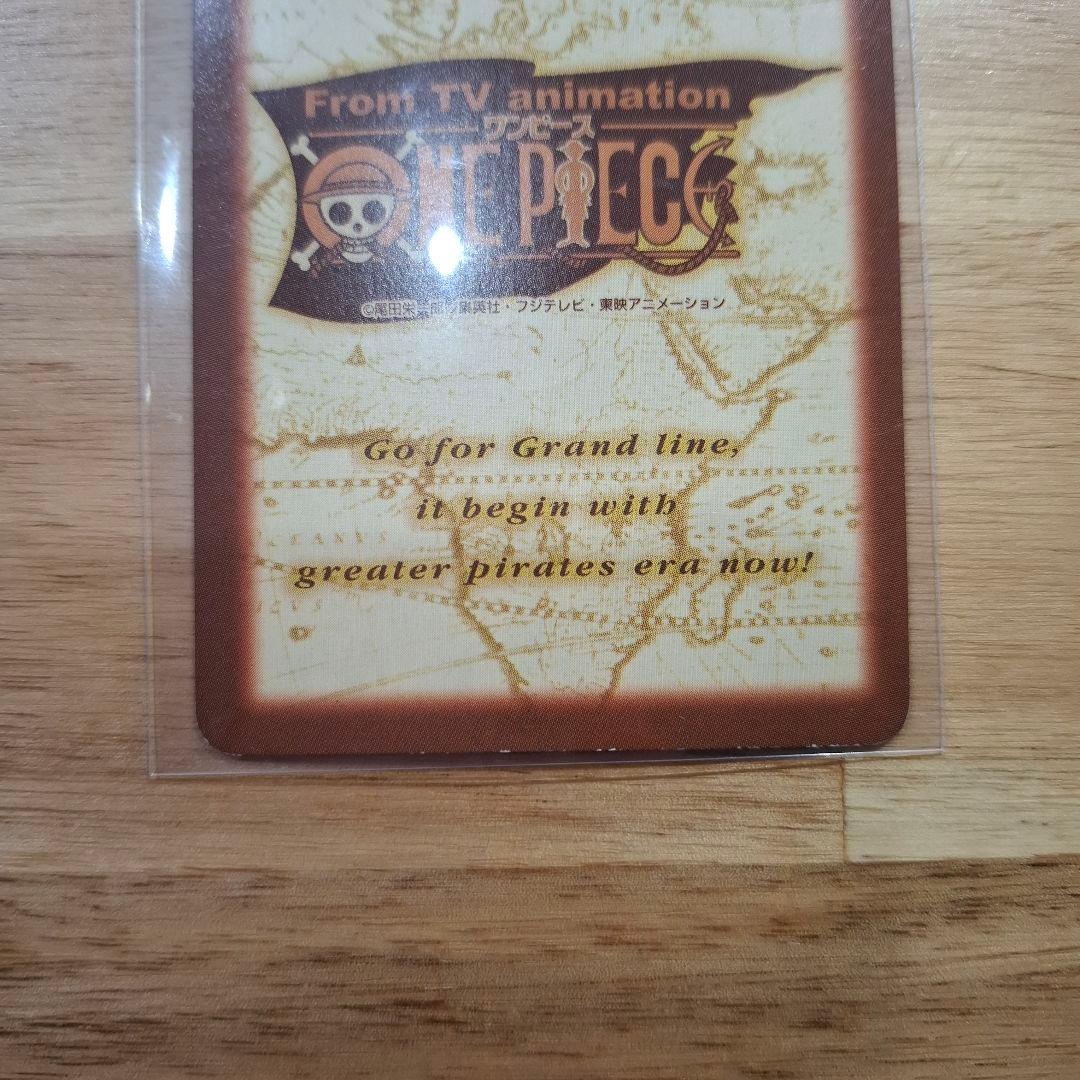 From TV animation
ワンピース
ONE PIECE
©尾田栄一郎/集英社・フジテレビ・東映アニメーション
Go for Grand line,
it begin with
greater pirates era now!